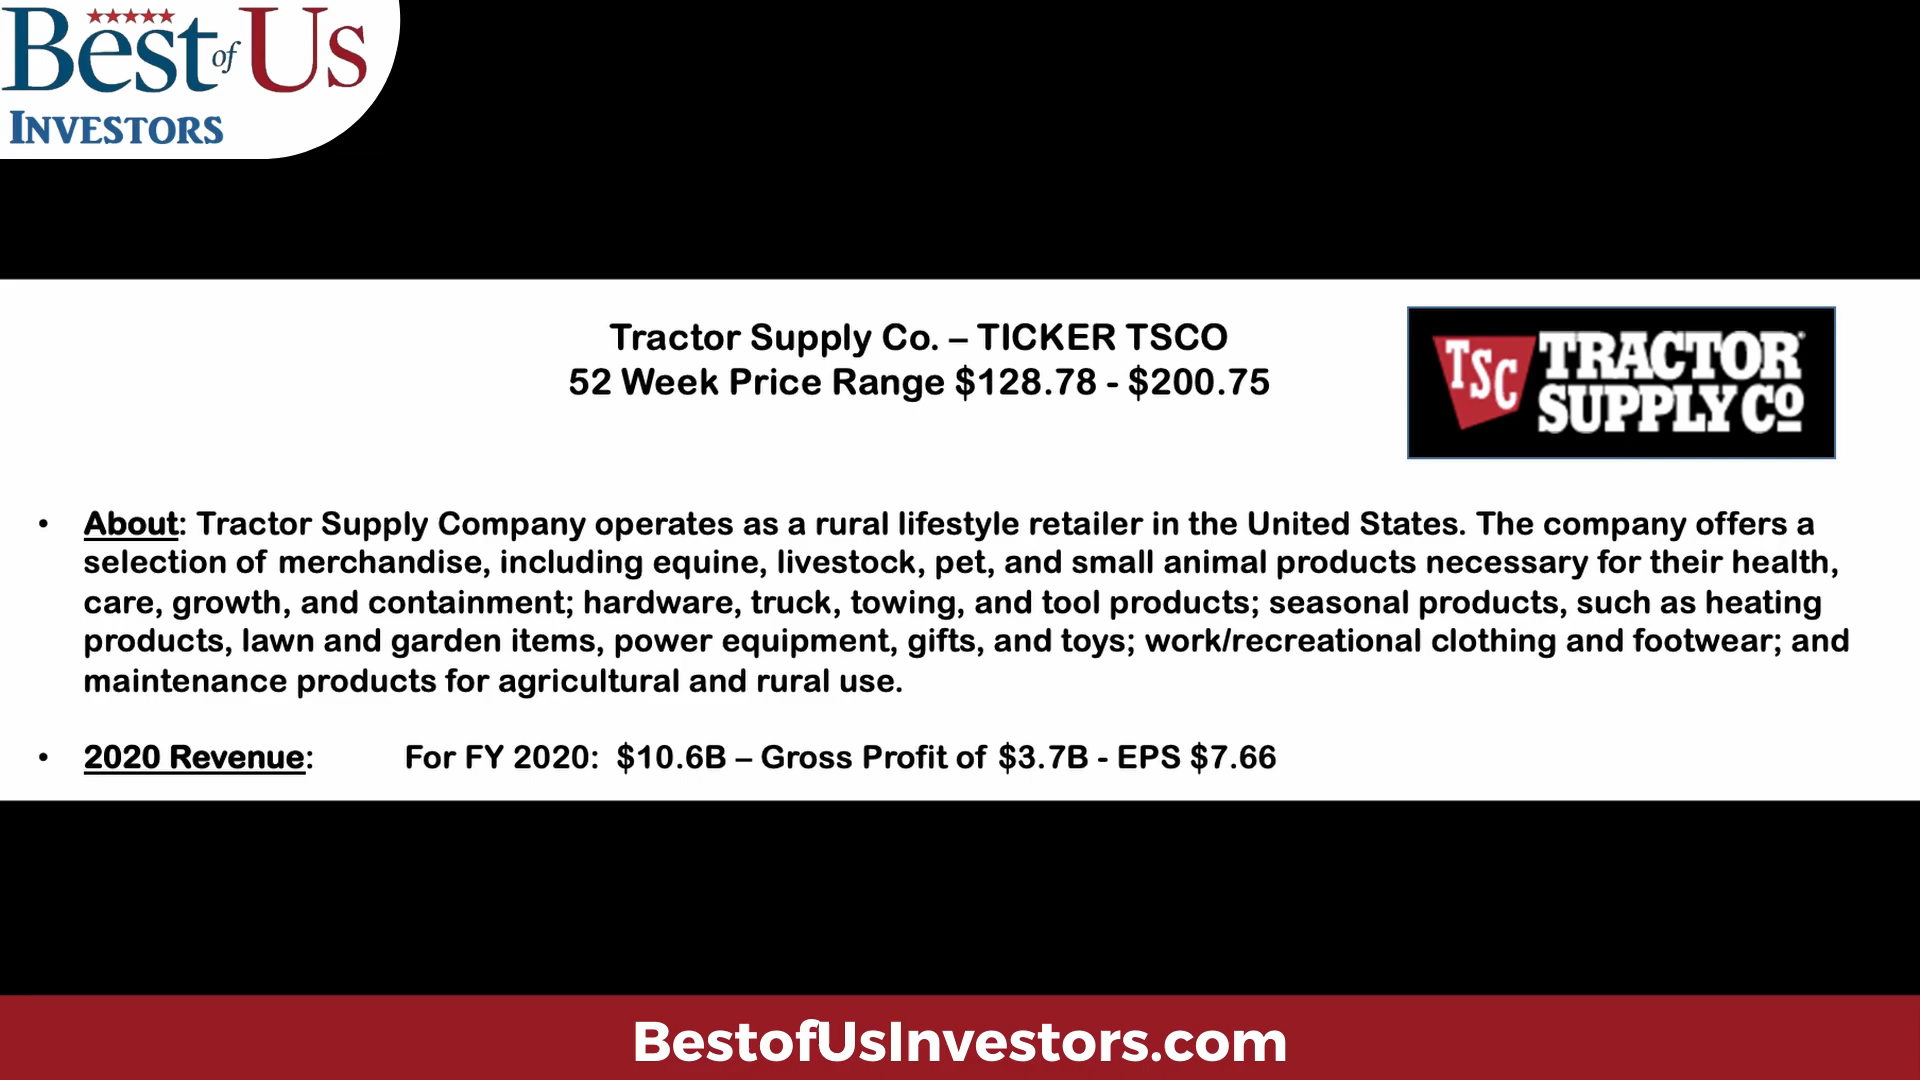 Best of Us
INVESTORS
Tractor Supply Co. – TICKER TSCO
52 Week Price Range $128.78 - $200.75
TSC TRACTOR
SUPPLY Co
• About: Tractor Supply Company operates as a rural lifestyle retailer in the United States. The company offers a
selection of merchandise, including equine, livestock, pet, and small animal products necessary for their health,
care, growth, and containment; hardware, truck, towing, and tool products; seasonal products, such as heating
products, lawn and garden items, power equipment, gifts, and toys; work/recreational clothing and footwear; and
maintenance products for agricultural and rural use.
• 2020 Revenue: For FY 2020: $10.6B – Gross Profit of $3.7B - EPS $7.66
BestofUsInvestors.com